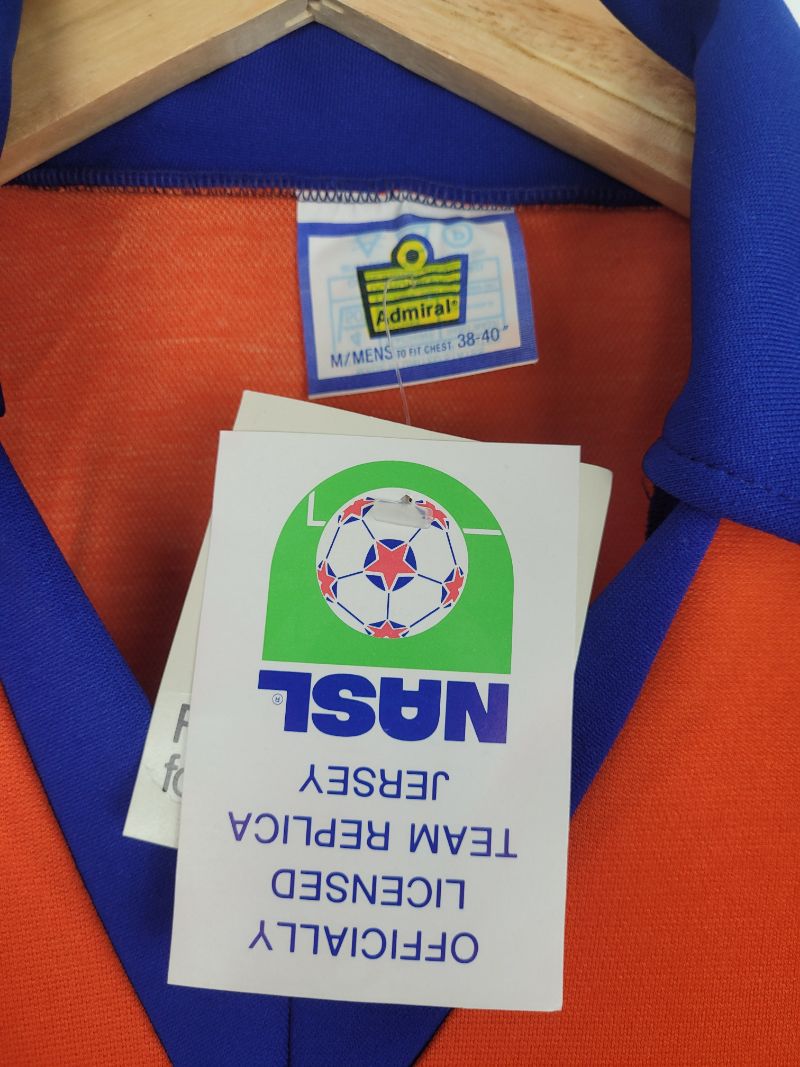 Admiral®
M/MENS TO FIT CHEST 38-40"
OFFICIALLY
LICENSED
TEAM REPLICA
JERSEY
NASL®